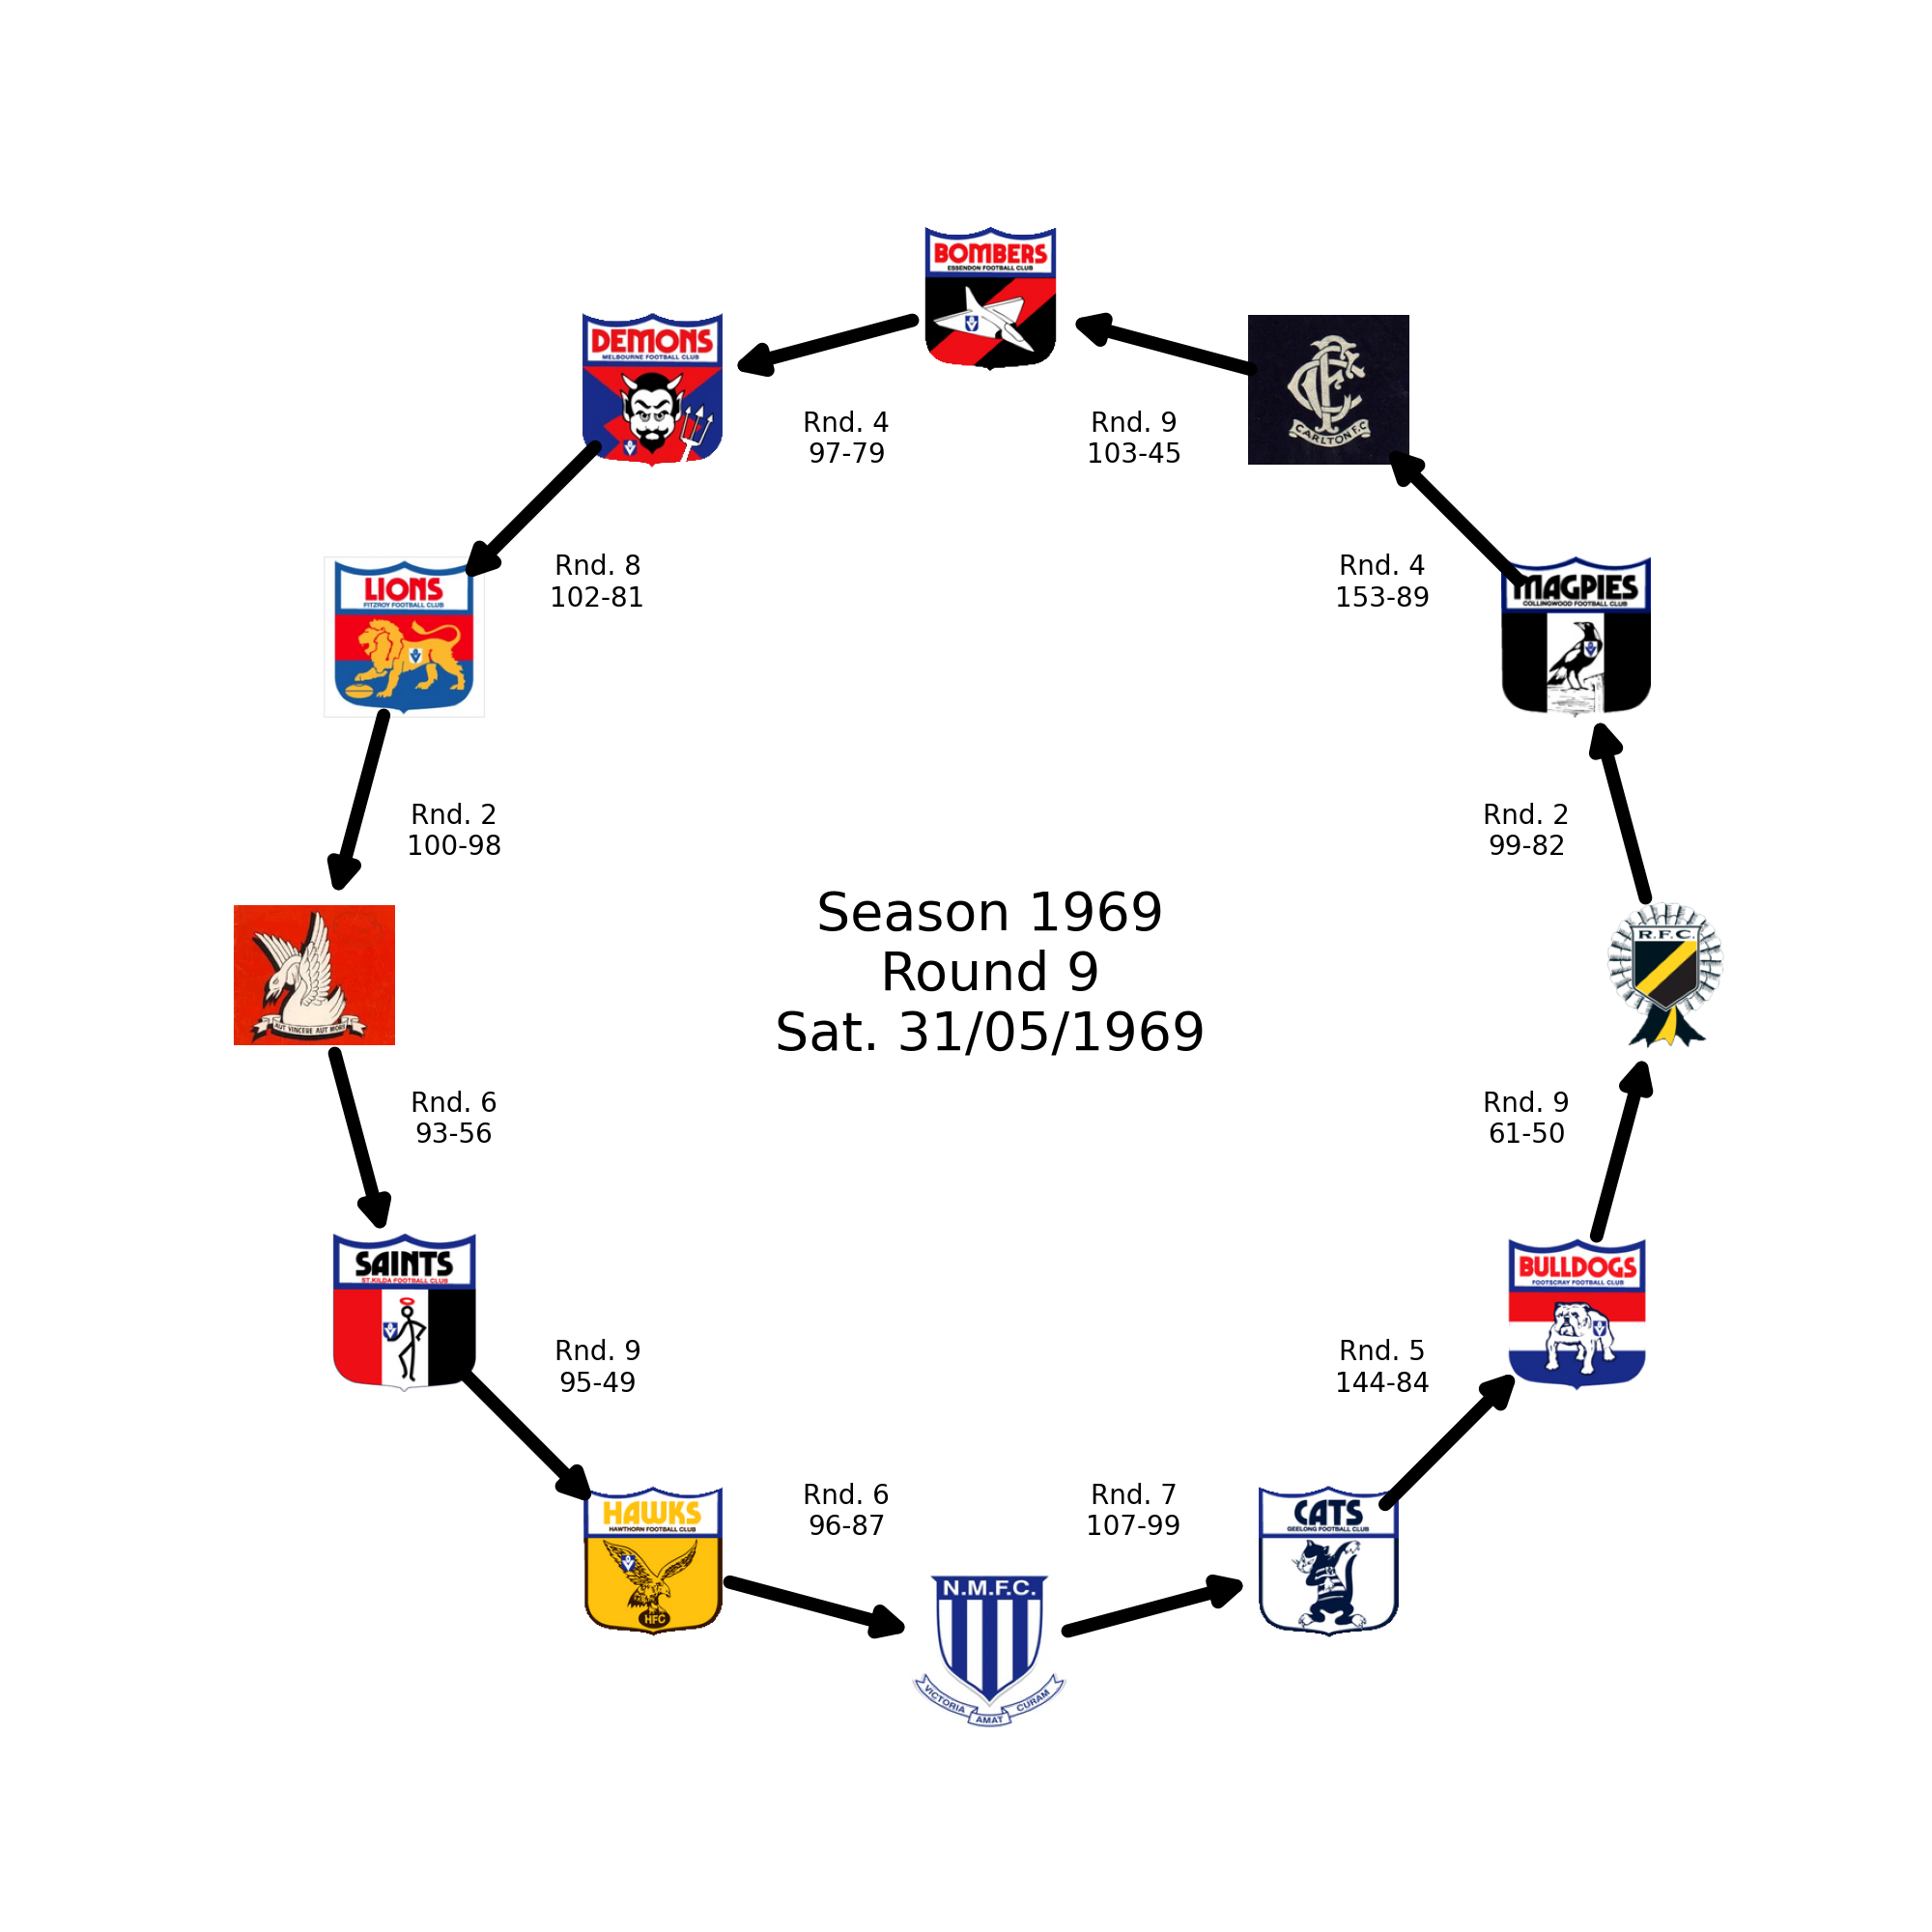 BOMBERS
ESSENDON FOOTBALL CLUB
DEMONS
MELBOURNE FOOTBALL CLUB
CARLTON F.C
Rnd. 4
97-79
Rnd. 9
103-45
Rnd. 8
102-81
Rnd. 4
153-89
LIONS
FITZROY FOOTBALL CLUB
MAGPIES
COLLINGWOOD FOOTBALL CLUB
Rnd. 2
100-98
Rnd. 2
99-82
AUT VINCERE AUT MORI
Season 1969
Round 9
Sat. 31/05/1969
R.F.C.
Rnd. 6
93-56
Rnd. 9
61-50
SAINTS
ST.KILDA FOOTBALL CLUB
BULLDOGS
FOOTSCRAY FOOTBALL CLUB
Rnd. 9
95-49
Rnd. 5
144-84
HAWKS
HAWTHORN FOOTBALL CLUB
HFC
Rnd. 6
96-87
Rnd. 7
107-99
CATS
GEELONG FOOTBALL CLUB
N.M.F.C.
VICTORIA AMAT CURAM